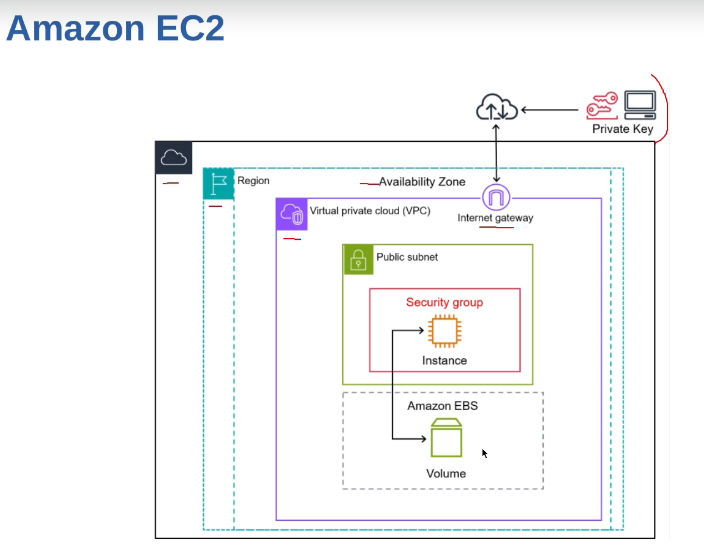 Amazon EC2
Private Key
Region
Availability Zone
Virtual private cloud (VPC)
Internet gateway
Public subnet
Security group
Instance
Amazon EBS
Volume